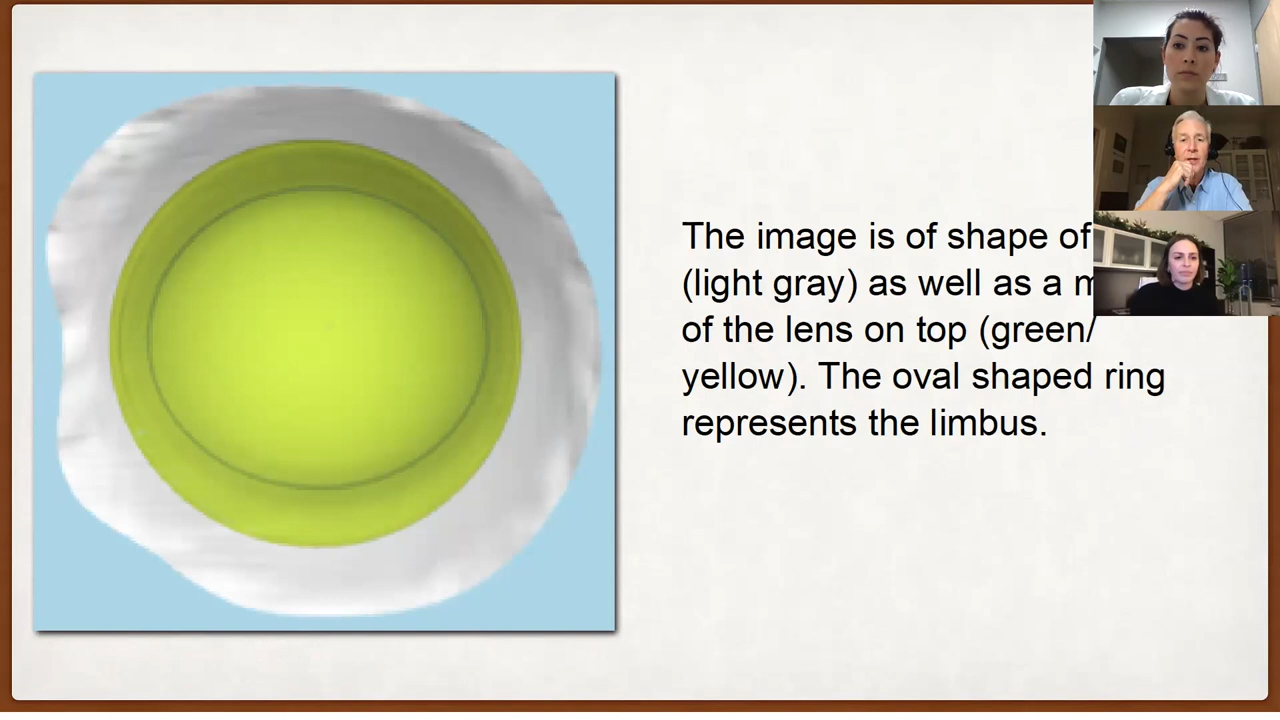 The image is of shape of
(light gray) as well as a
of the lens on top (green/
yellow). The oval shaped ring
represents the limbus.